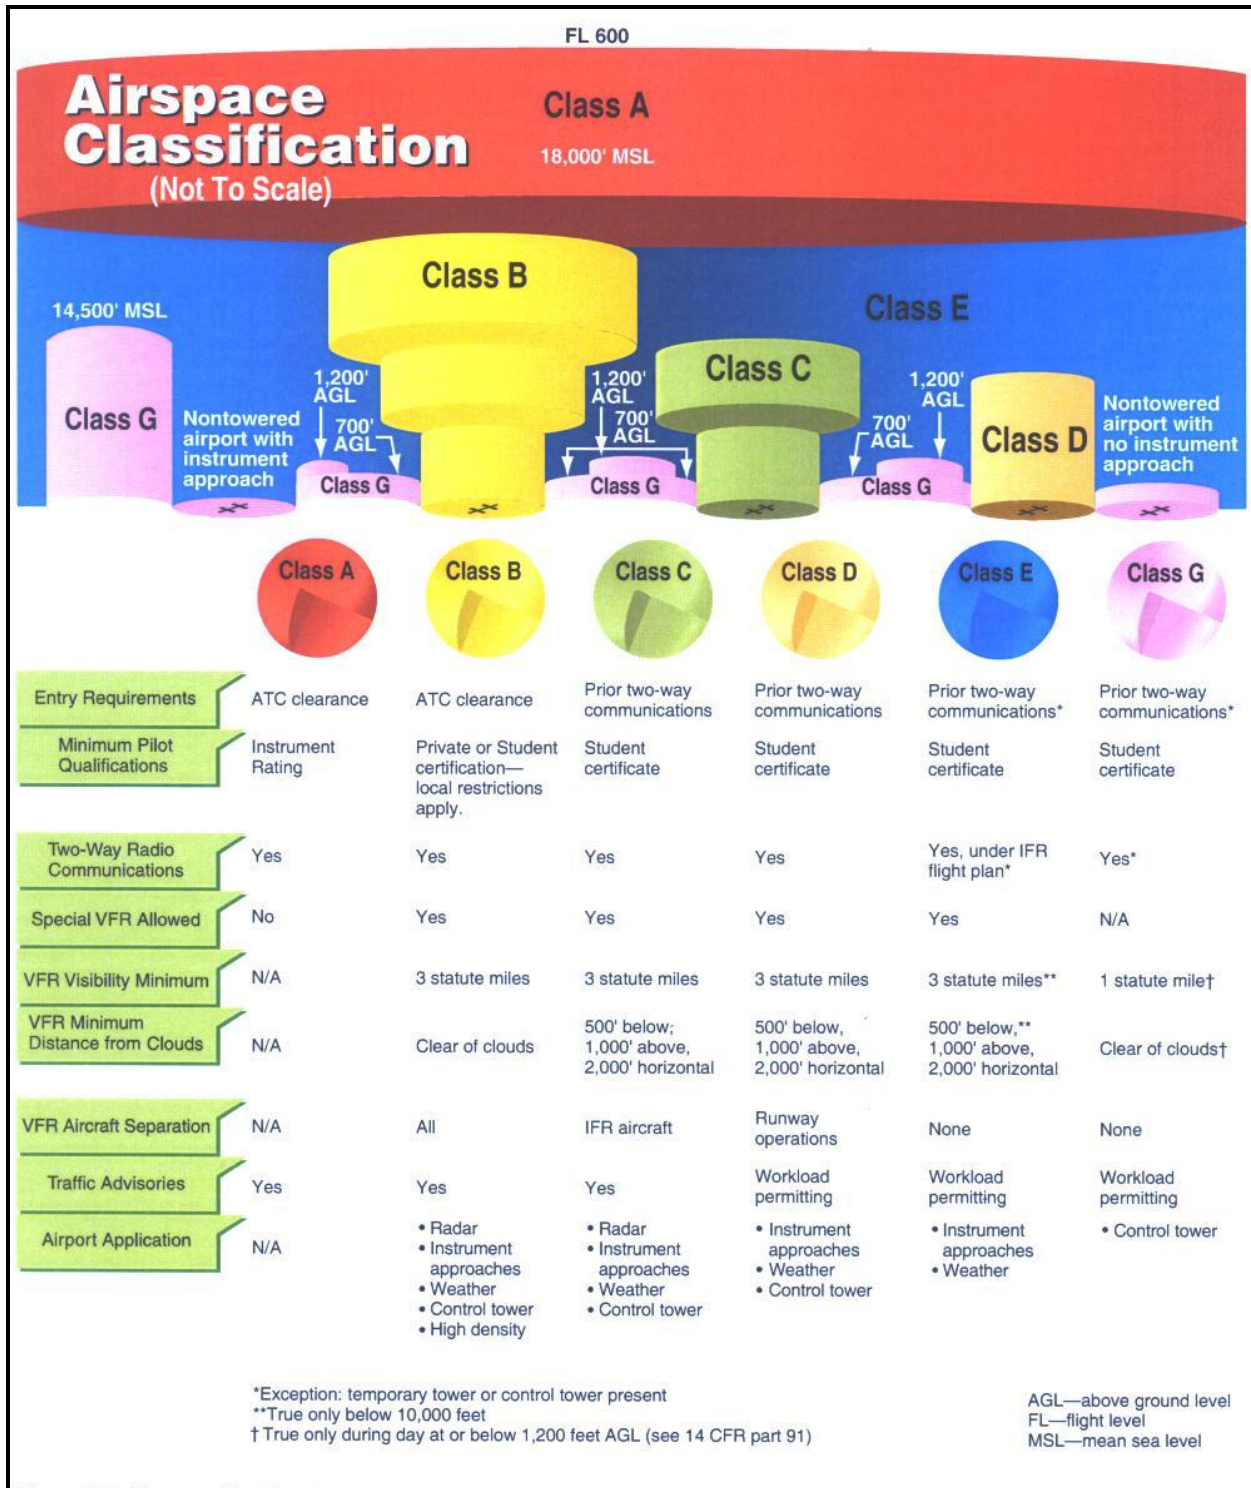 FL 600
Airspace
Classification
(Not To Scale)
Class A
18,000' MSL
Class B
Class E
14,500' MSL
Class G
Nontowered
airport with
instrument
approach
1,200'
AGL
700'
AGL
Class G
1,200'
AGL
700'
AGL
Class G
Class C
700'
AGL
1,200'
AGL
Class G
Class D
Nontowered
airport with
no instrument
approach
Class A
Class B
Class C
Class D
Class E
Class G
Entry Requirements
ATC clearance
ATC clearance
Prior two-way
communications
Prior two-way
communications
Prior two-way
communications*
Prior two-way
communications*
Minimum Pilot
Qualifications
Instrument
Rating
Private or Student
certification—
local restrictions
apply.
Student
certificate
Student
certificate
Student
certificate
Student
certificate
Two-Way Radio
Communications
Yes
Yes
Yes
Yes
Yes, under IFR
flight plan*
Yes*
Special VFR Allowed
No
Yes
Yes
Yes
Yes
N/A
VFR Visibility Minimum
N/A
3 statute miles
3 statute miles
3 statute miles
3 statute miles**
1 statute mile†
VFR Minimum
Distance from Clouds
N/A
Clear of clouds
500' below;
1,000' above,
2,000' horizontal
500' below,
1,000' above,
2,000' horizontal
500' below,**
1,000' above,
2,000' horizontal
Clear of clouds†
VFR Aircraft Separation
N/A
All
IFR aircraft
Runway
operations
None
None
Traffic Advisories
Yes
Yes
Yes
Workload
permitting
Workload
permitting
Workload
permitting
Airport Application
N/A
• Radar
• Instrument
approaches
• Weather
• Control tower
• High density
• Radar
• Instrument
approaches
• Weather
• Control tower
• Instrument
approaches
• Weather
• Control tower
• Instrument
approaches
• Weather
• Control tower
*Exception: temporary tower or control tower present
**True only below 10,000 feet
† True only during day at or below 1,200 feet AGL (see 14 CFR part 91)
AGL—above ground level
FL—flight level
MSL—mean sea level